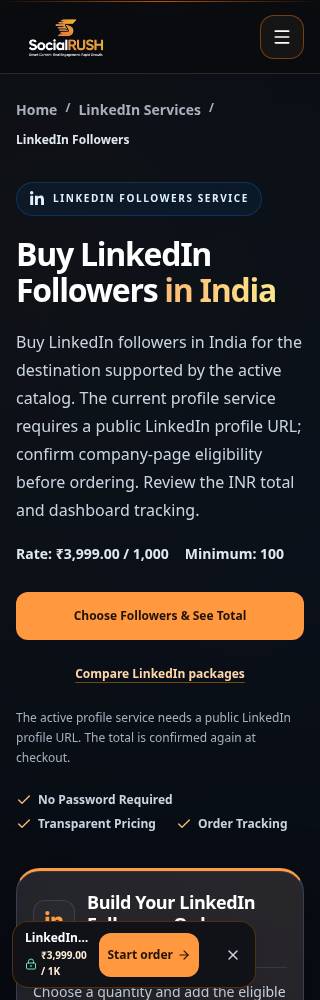 SocialRUSH
Home / LinkedIn Services /
LinkedIn Followers
in LINKEDIN FOLLOWERS SERVICE
Buy LinkedIn
Followers in India
Buy LinkedIn followers in India for the
destination supported by the active
catalog. The current profile service
requires a public LinkedIn profile URL;
confirm company-page eligibility
before ordering. Review the INR total
and dashboard tracking.
Rate: ₹3,999.00 / 1,000 Minimum: 100
Choose Followers & See Total
Compare LinkedIn packages
The active profile service needs a public LinkedIn
profile URL. The total is confirmed again at
checkout.
No Password Required
Transparent Pricing Order Tracking
Build Your LinkedIn
LinkedIn...
₹3,999.00
/ 1K
Start order →
Choose a quantity and add the eligible